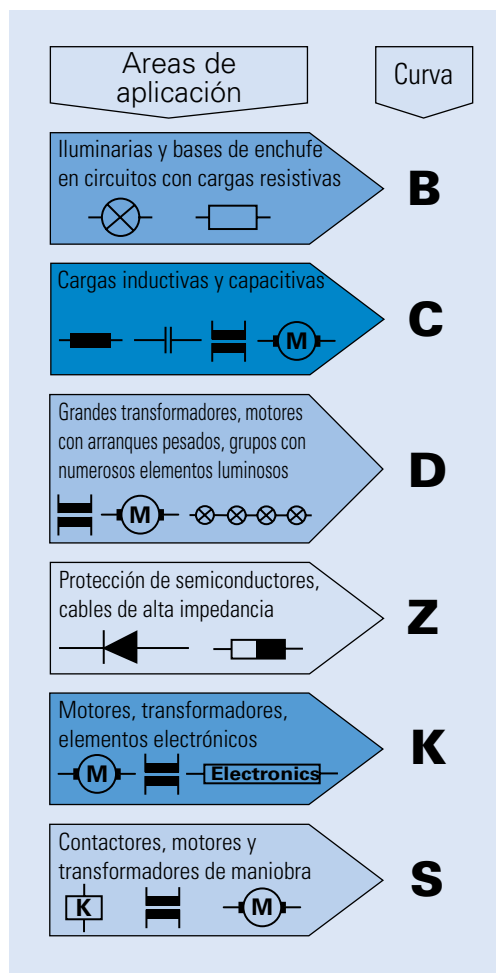 Areas de
aplicación
Curva
Iluminarias y bases de enchufe
en circuitos con cargas resistivas
B
Cargas inductivas y capacitivas
M
C
Grandes transformadores, motores
con arranques pesados, grupos con
numerosos elementos luminosos
M
D
Protección de semiconductores,
cables de alta impedancia
Z
Motores, transformadores,
elementos electrónicos
M Electronics
K
Contactores, motores y
transformadores de maniobra
K M
S